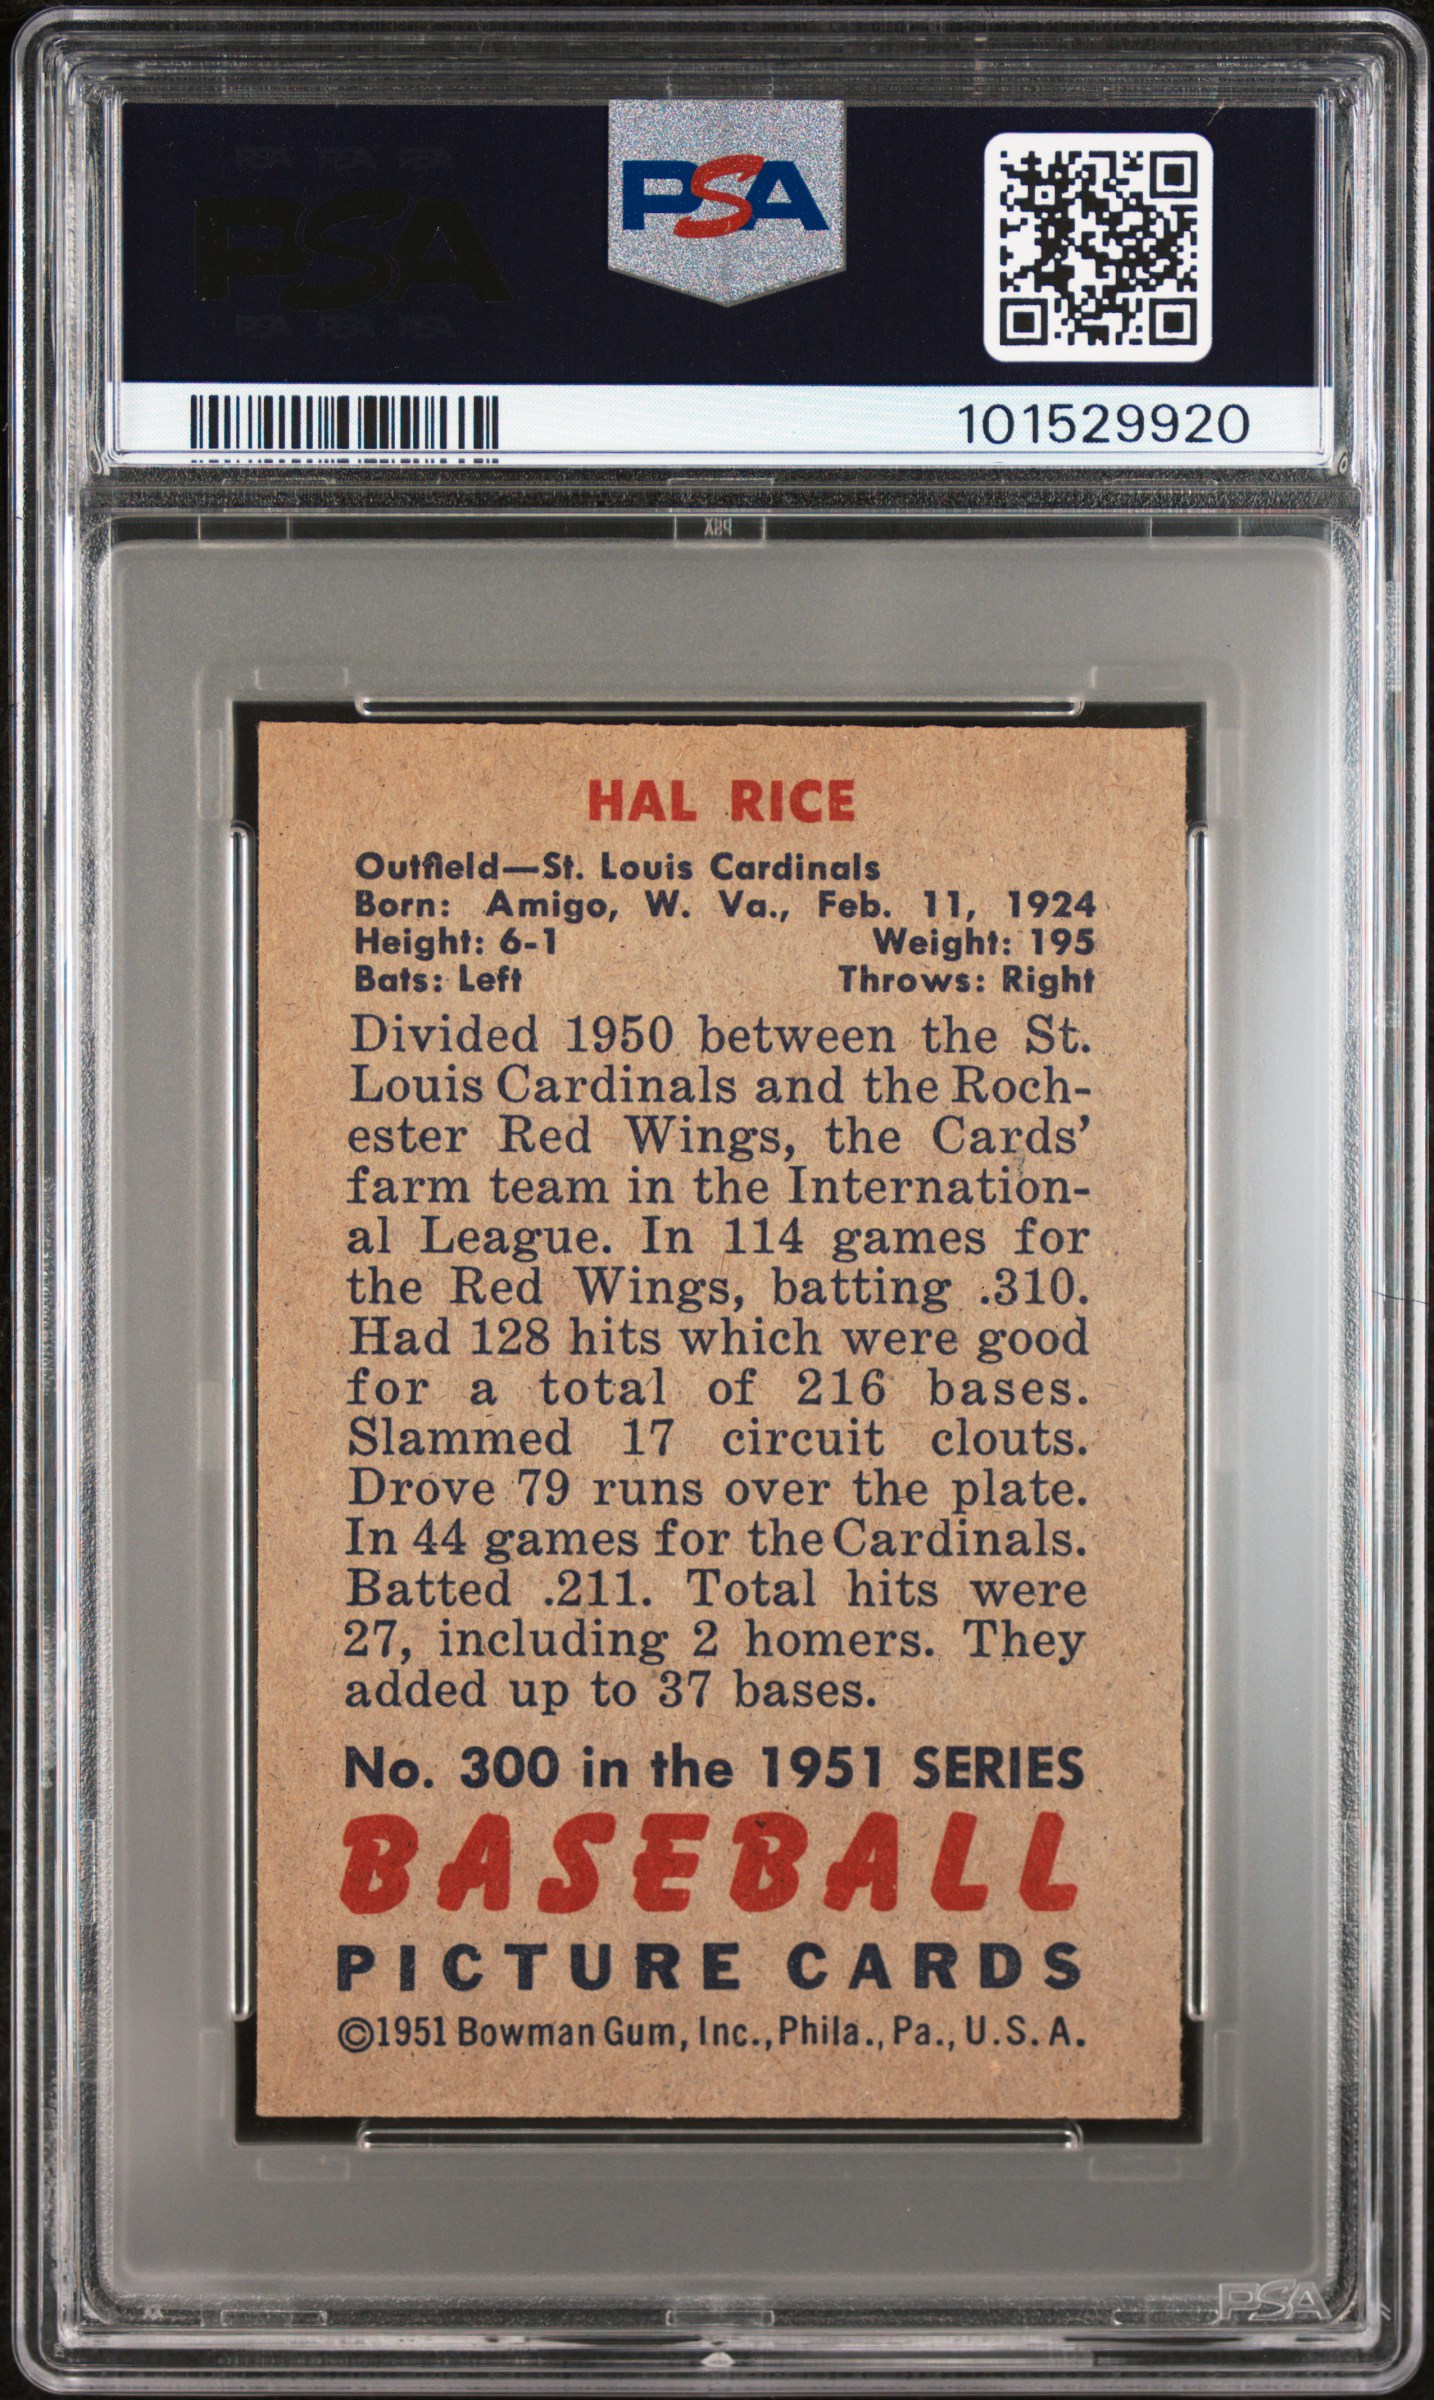 PSA
PSA
101529920
HAL RICE
Outfield—St. Louis Cardinals
Born: Amigo, W. Va., Feb. 11, 1924
Height: 6-1 Weight: 195
Bats: Left Throws: Right
Divided 1950 between the St.
Louis Cardinals and the Roch-
ester Red Wings, the Cards'
farm team in the Internation-
al League. In 114 games for
the Red Wings, batting .310.
Had 128 hits which were good
for a total of 216 bases.
Slammed 17 circuit clouts.
Drove 79 runs over the plate.
In 44 games for the Cardinals.
Batted .211. Total hits were
27, including 2 homers. They
added up to 37 bases.
No. 300 in the 1951 SERIES
BASEBALL
PICTURE CARDS
©1951 Bowman Gum, Inc., Phila., Pa., U.S.A.
PSA